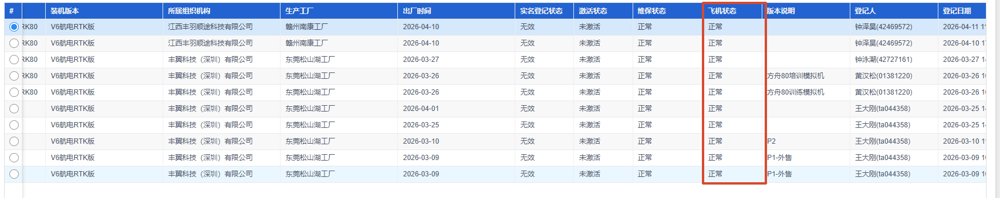 # 装机版本 所属组织机构 生产工厂 出厂时间 实名登记状态 激活状态 维保状态 飞机状态 版本说明 登记人 登记日期
RK80 V6航电RTK版 江西丰羽顺途科技有限公司 赣州南康工厂 2026-04-10 无效 未激活 正常 正常 钟泽昊(42469572) 2026-04-11 1
RK80 V6航电RTK版 江西丰羽顺途科技有限公司 赣州南康工厂 2026-04-10 无效 未激活 正常 正常 钟泽昊(42469572) 2026-04-10 1
RK80 V6航电RTK版 丰翼科技（深圳）有限公司 东莞松山湖工厂 2026-03-27 无效 未激活 正常 正常 钟泳潮(42727161) 2026-03-27 1
RK80 V6航电RTK版 丰翼科技（深圳）有限公司 东莞松山湖工厂 2026-03-26 无效 未激活 正常 正常 方舟80培训模拟机 黄汉松(01381220) 2026-03-26 1
RK80 V6航电RTK版 丰翼科技（深圳）有限公司 东莞松山湖工厂 2026-03-26 无效 未激活 正常 正常 方舟80训练模拟机 黄汉松(01381220) 2026-03-26 1
V6航电RTK版 丰翼科技（深圳）有限公司 东莞松山湖工厂 2026-04-01 无效 未激活 正常 正常 王大刚(ta044358) 2026-03-25 1
V6航电RTK版 丰翼科技（深圳）有限公司 东莞松山湖工厂 2026-03-25 无效 未激活 正常 正常 王大刚(ta044358) 2026-03-25 1
V6航电RTK版 丰翼科技（深圳）有限公司 东莞松山湖工厂 2026-03-10 无效 未激活 正常 正常 P2 王大刚(ta044358) 2026-03-10 1
V6航电RTK版 丰翼科技（深圳）有限公司 东莞松山湖工厂 2026-03-09 无效 未激活 正常 正常 P1-外售 王大刚(ta044358) 2026-03-09 1
V6航电RTK版 丰翼科技（深圳）有限公司 东莞松山湖工厂 2026-03-09 无效 未激活 正常 正常 P1-外售 王大刚(ta044358) 2026-03-09 1